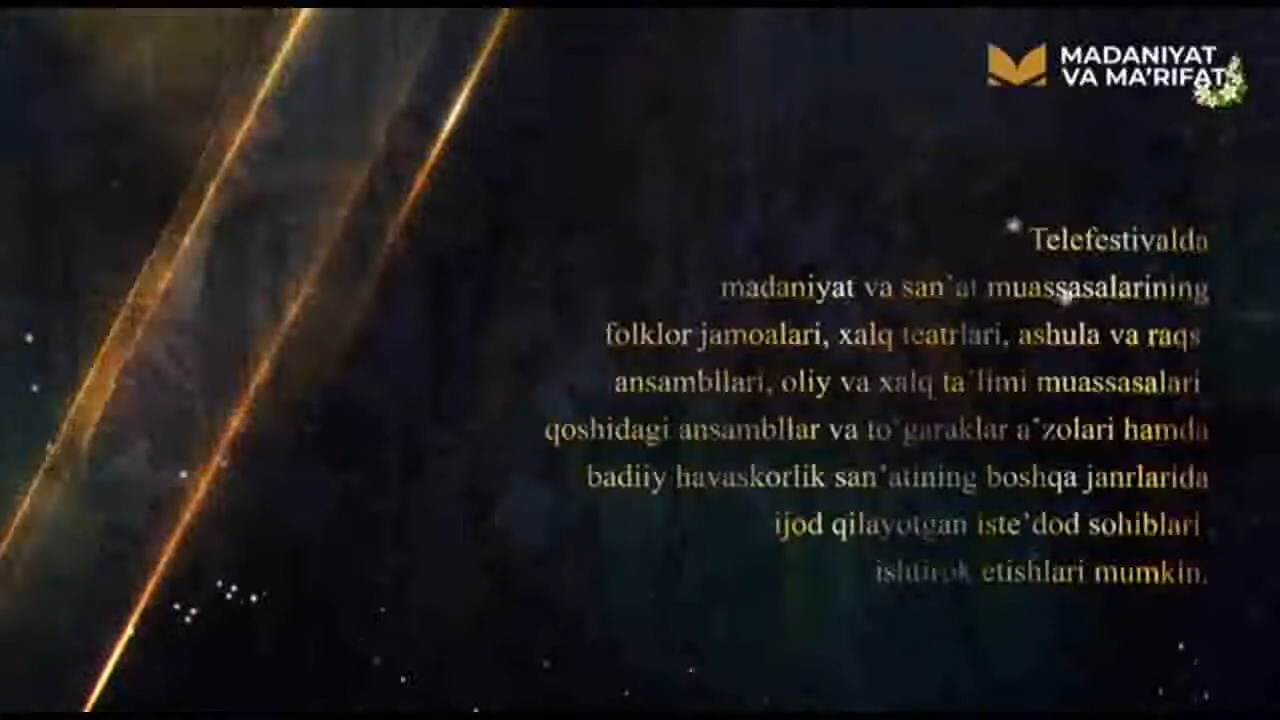 MADANIYAT
VA MA'RIFAT
Telefestivalda
madaniyat va san'at muassasalarining
folklor jamoalari, xalq teatrlari, ashula va raqs
ansambllari, oliy va xalq ta'limi muassasalari
qoshidagi ansambllar va to'garaklar a'zolari hamda
badiiy havaskorlik san'atining boshqa janrlarida
ijod qilayotgan iste'dod sohiblari
ishtirok etishlari mumkin.